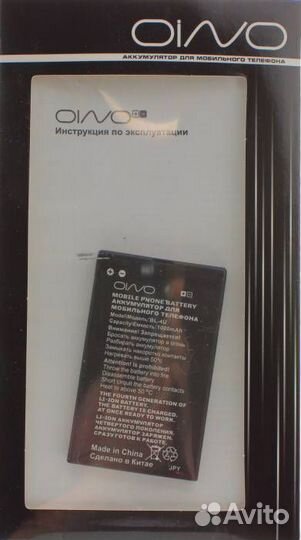 OINO
АККУМУЛЯТОР ДЛЯ МОБИЛЬНОГО ТЕЛЕФОНА
OINO
Инструкция по эксплуатации
OINO
MOBILE PHONE BATTERY
АККУМУЛЯТОР ДЛЯ
МОБИЛЬНОГО ТЕЛЕФОНА
Model/Модель: BL-4U
Capacity/Ёмкость: 1000mAh
Внимание! Запрещается!
Бросать аккумулятор в огонь
Разбирать аккумулятор
Замыкать накоротко контакты
Нагревать выше 50°C
Attention! Is prohibited!
Throw the battery in fire
Disassemble battery
Short circuit the battery contacts
Heat to above 50 °C
THE FOURTH GENERATION OF
LI-ION BATTERY
THE BATTERY IS CHARGED.
AT ONCE READY TO WORK.
LI-ION АККУМУЛЯТОР
ЧЕТВЕРТОГО ПОКОЛЕНИЯ.
АККУМУЛЯТОР ЗАРЯЖЕН.
СРАЗУ ГОТОВ К РАБОТЕ.
Made in China
Сделано в Китае
JPY
Avito